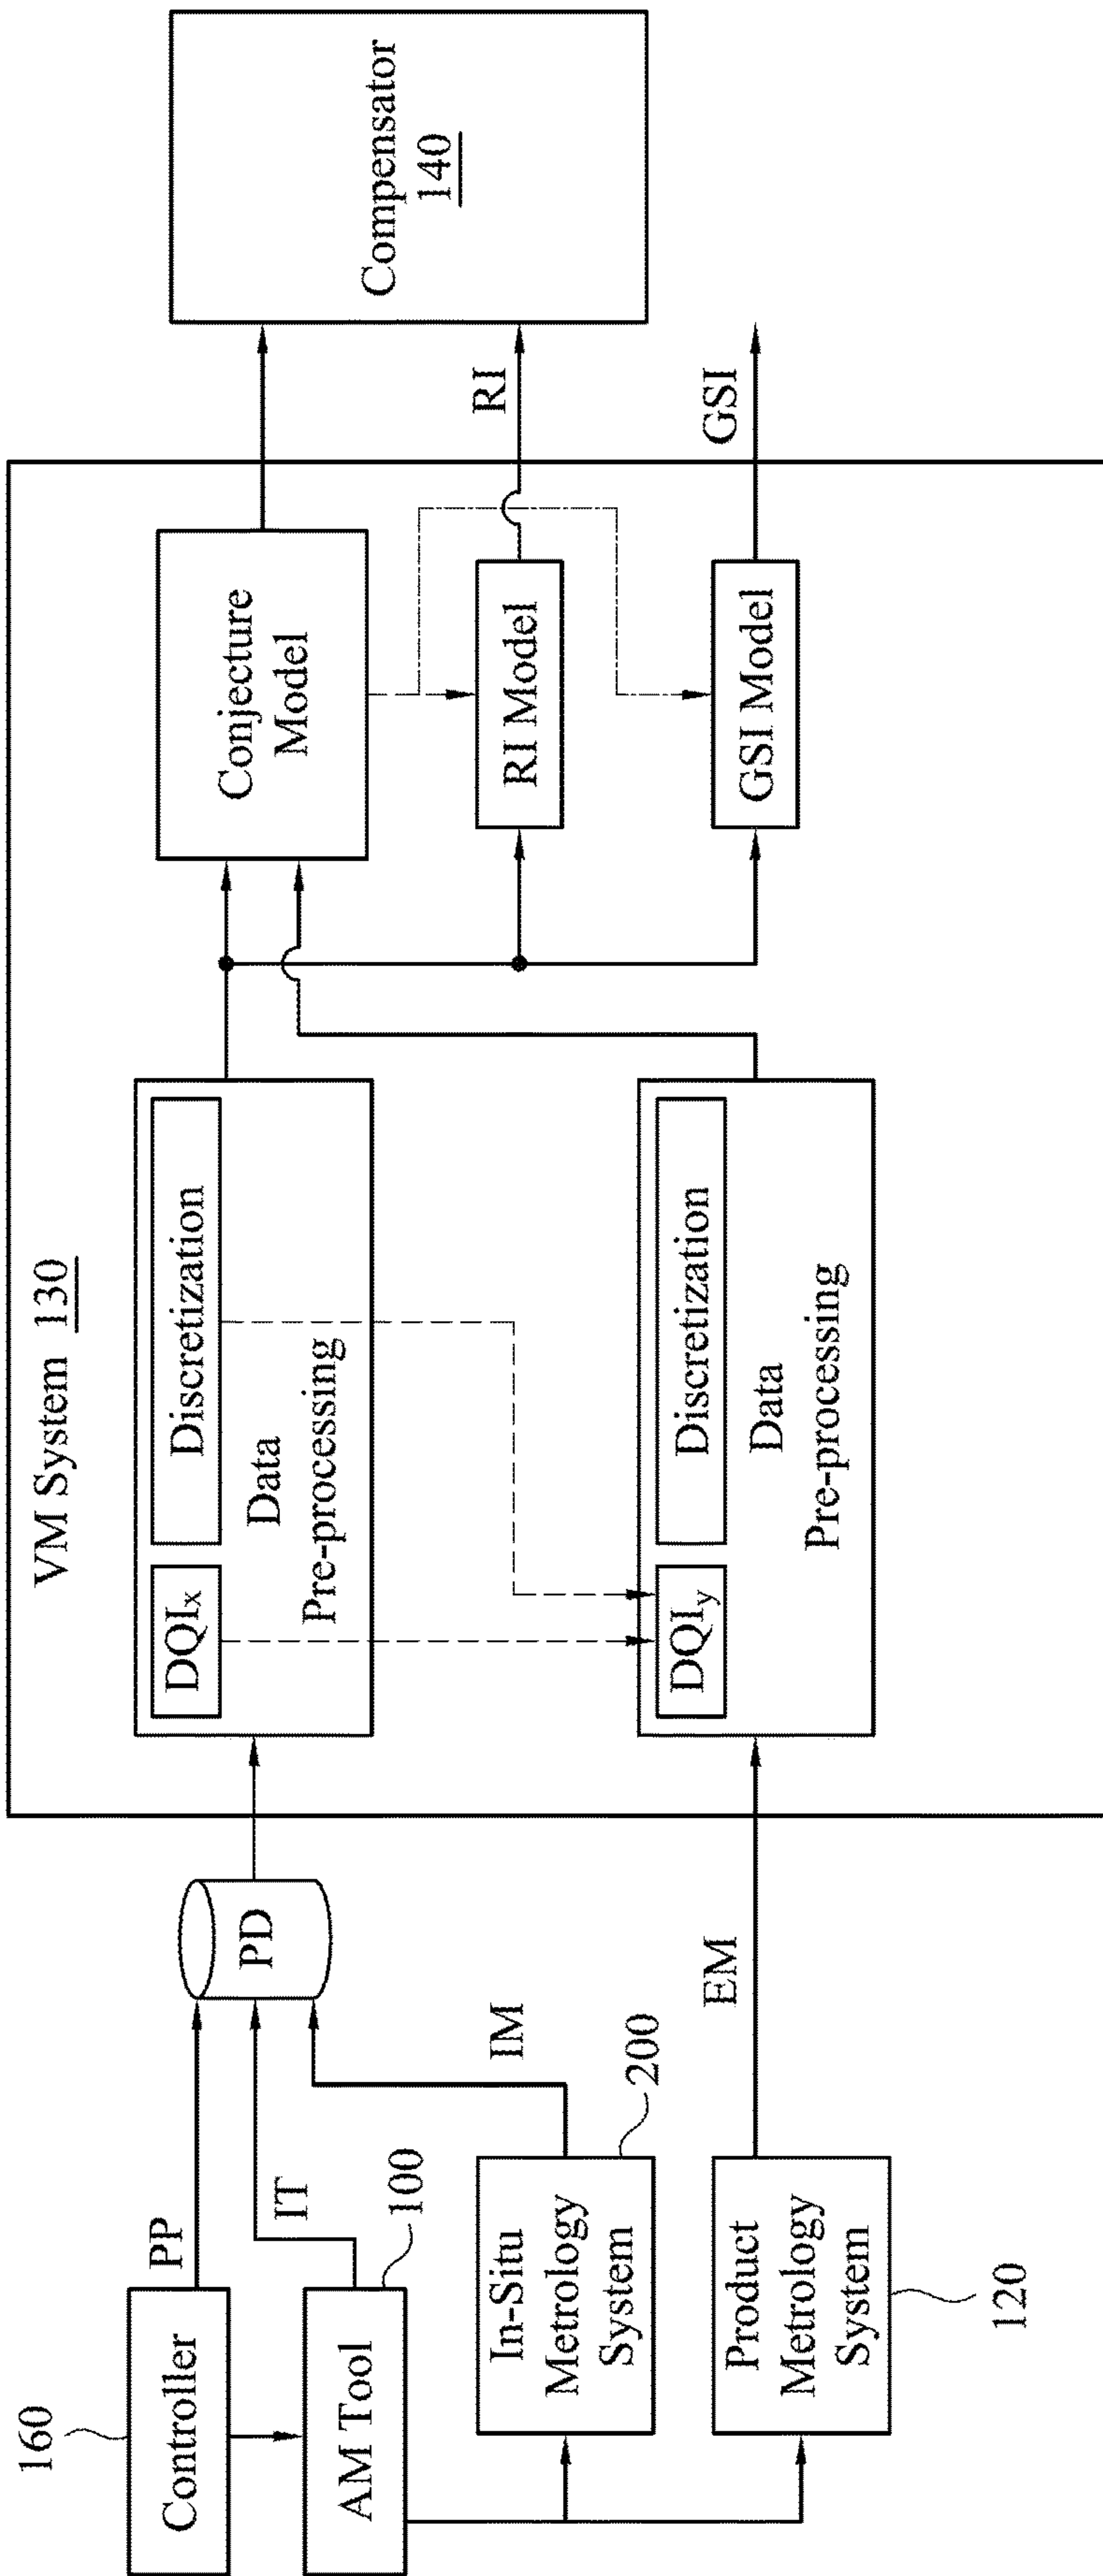 VM System 130
160
Controller
PP
AM Tool
100
IT
PD
In-Situ
Metrology
System
200
IM
Product
Metrology
System
120
EM
DQIx
Discretization
Data
Pre-processing
DQIy
Discretization
Data
Pre-processing
Conjecture
Model
RI Model
GSI Model
RI
GSI
Compensator
140